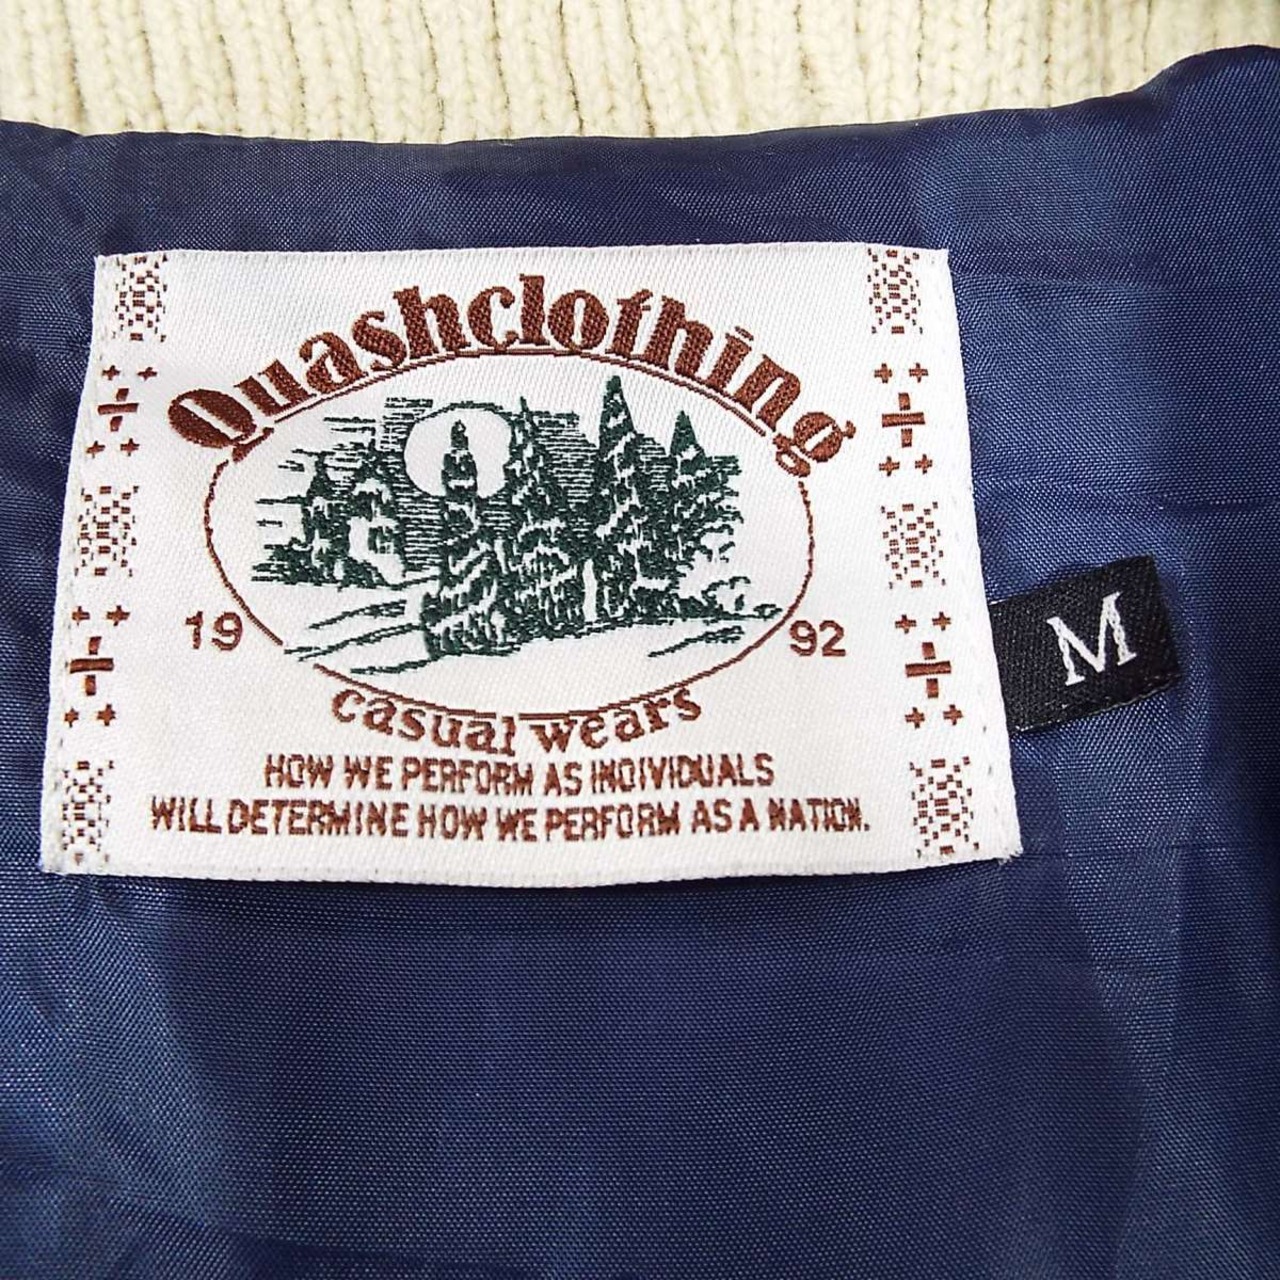 Quashclothing
19 92
M
casual wears
HOW WE PERFORM AS INDIVIDUALS
WILL DETERMINE HOW WE PERFORM AS A NATION.